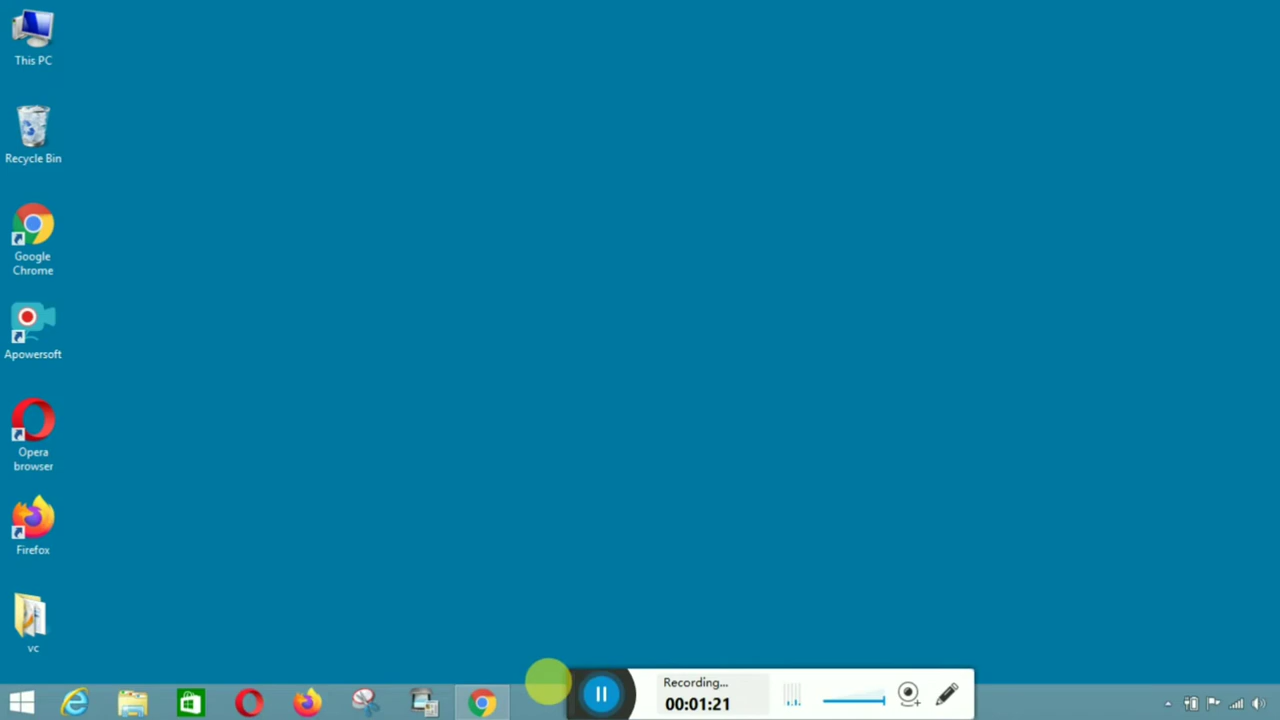 This PC
Recycle Bin
Google
Chrome
Apowersoft
Opera
browser
Firefox
vc
Recording...
00:01:21